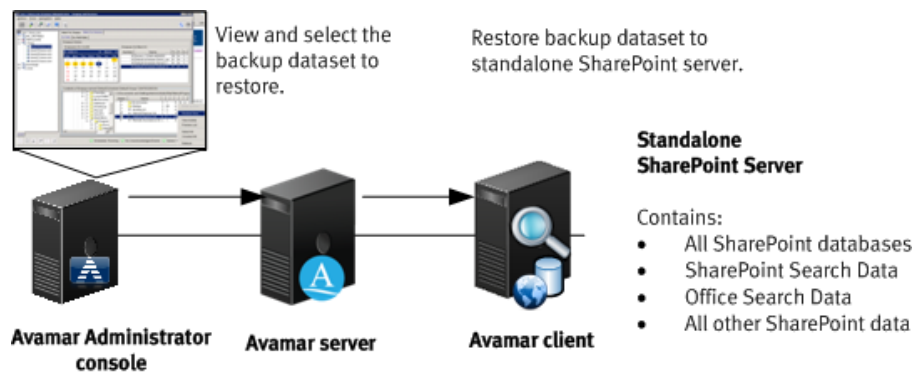 View and select the
backup dataset to
restore.
Restore backup dataset to
standalone SharePoint server.
Standalone
SharePoint Server
Contains:
• All SharePoint databases
• SharePoint Search Data
• Office Search Data
• All other SharePoint data
A
A
Avamar Administrator
console
Avamar server
Avamar client